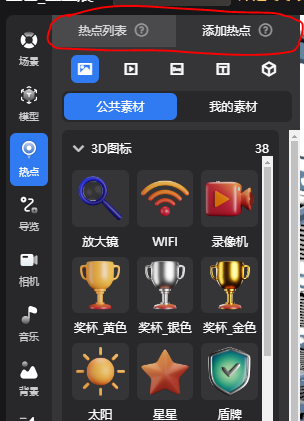 热点列表 添加热点
场景
公共素材 我的素材
模型
3D图标 38
热点
放大镜 WIFI 录像机
导览
相机
奖杯_黄色 奖杯_银色 奖杯_金色
音乐
背景
太阳 星星 盾牌